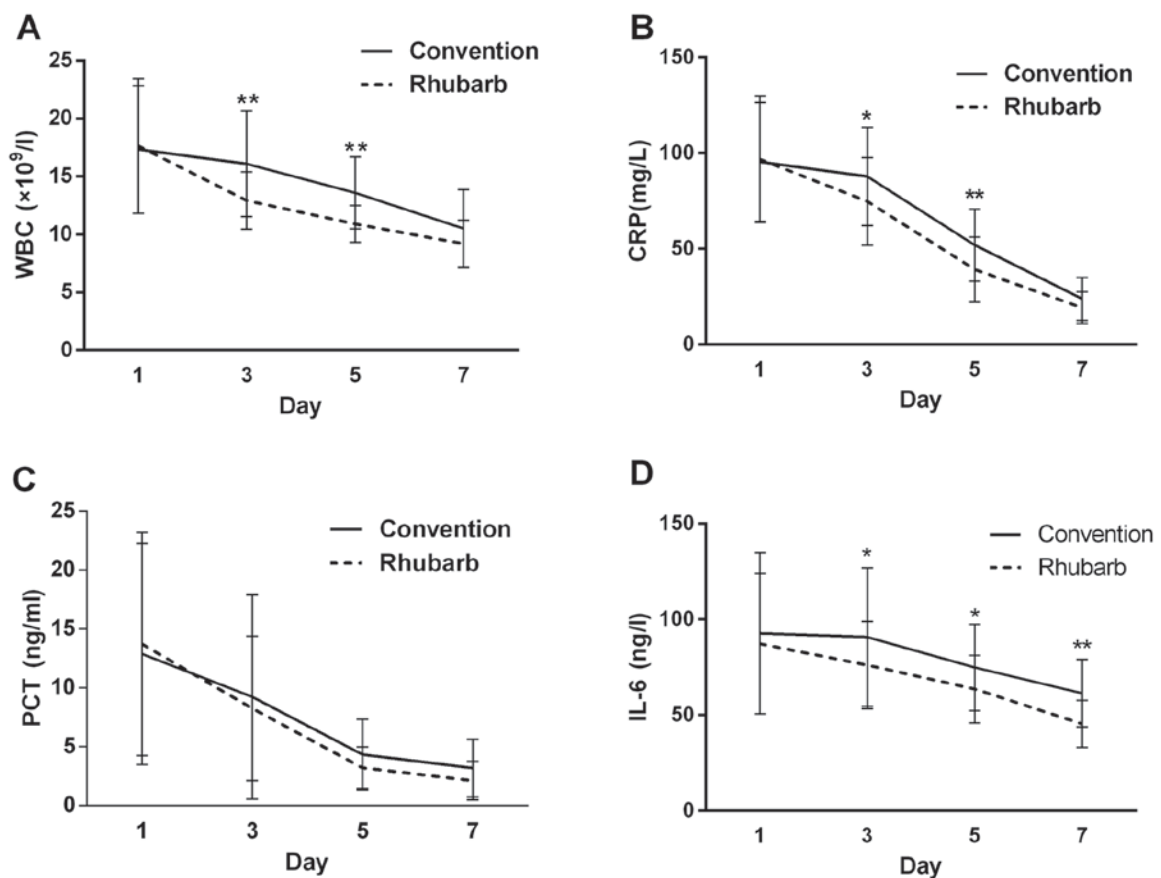 A
WBC (×10⁹/l)
25
20
15
10
5
0
Convention
Rhubarb
**
**
1 3 5 7
Day
B
CRP(mg/L)
150
100
50
0
Convention
Rhubarb
*
**
1 3 5 7
Day
C
PCT (ng/ml)
25
20
15
10
5
0
Convention
Rhubarb
1 3 5 7
Day
D
IL-6 (ng/l)
150
100
50
0
Convention
Rhubarb
*
*
**
1 3 5 7
Day